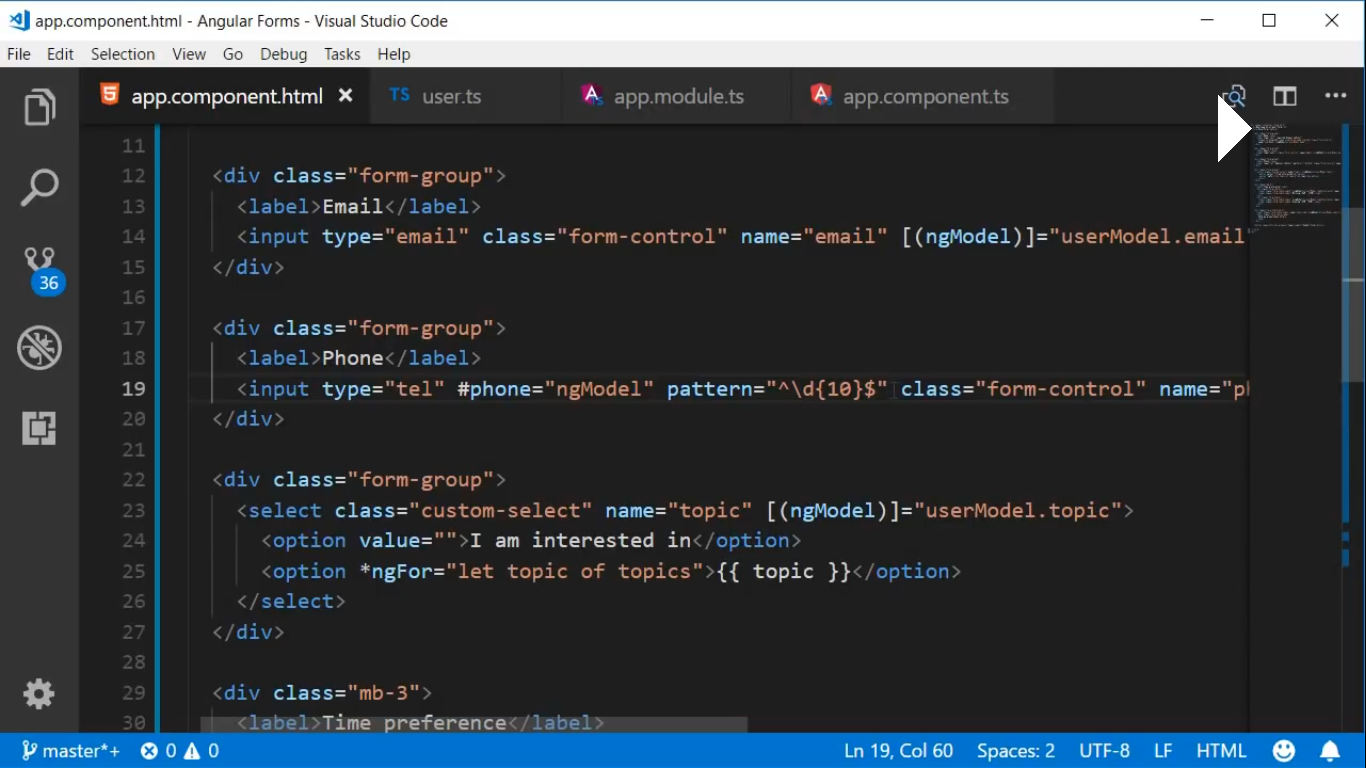 app.component.html - Angular Forms - Visual Studio Code
File Edit Selection View Go Debug Tasks Help
app.component.html TS user.ts app.module.ts app.component.ts
11
12 <div class="form-group">
13 <label>Email</label>
14 <input type="email" class="form-control" name="email" [(ngModel)]="userModel.email"
15 </div>
16
17 <div class="form-group">
18 <label>Phone</label>
19 <input type="tel" #phone="ngModel" pattern="^\d{10}$" class="form-control" name="ph
20 </div>
21
22 <div class="form-group">
23 <select class="custom-select" name="topic" [(ngModel)]="userModel.topic">
24 <option value="">I am interested in</option>
25 <option *ngFor="let topic of topics">{{ topic }}</option>
26 </select>
27 </div>
28
29 <div class="mb-3">
30 <label>Time preference</label>
36
master*+ 0 0 Ln 19, Col 60 Spaces: 2 UTF-8 LF HTML